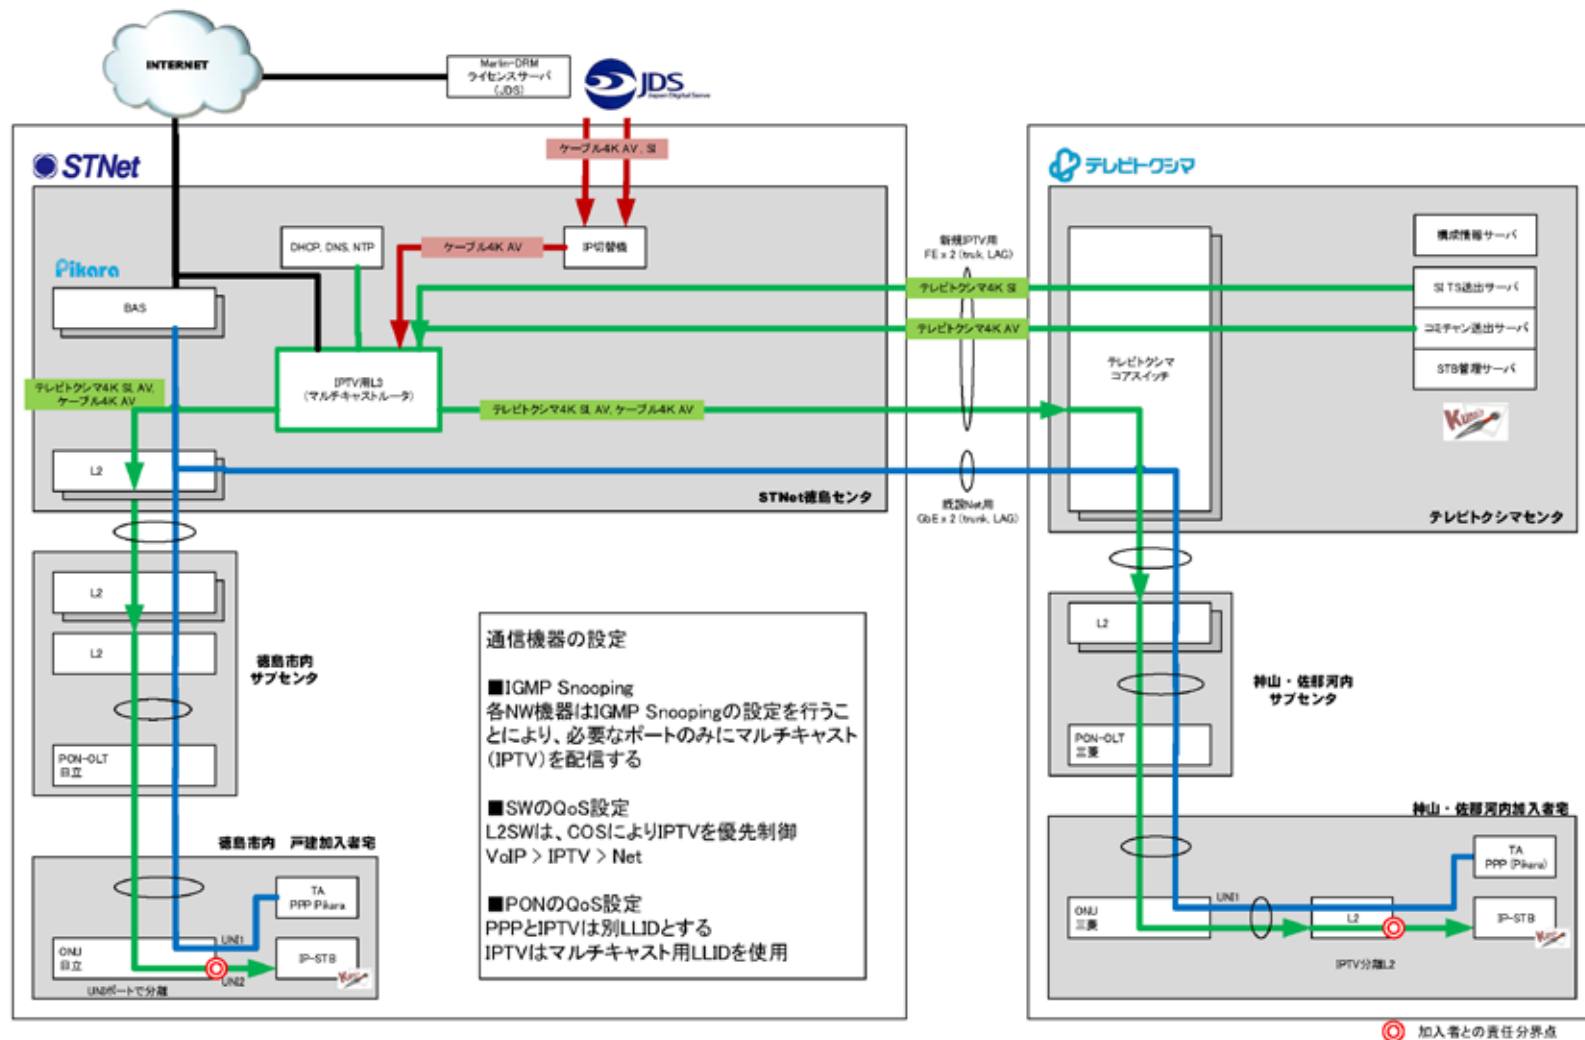 INTERNET
Marlin-DRM
ライセンスサーバ
(JDS)
JDS
Japan Digital Serve
ケーブル4K AV, SI
STNet
DHCP, DNS, NTP
ケーブル4K AV
IP切替機
Pikara
BAS
IPTV用L3
(マルチキャストルータ)
テレビトクシマ4K SI, AV,
ケーブル4K AV
テレビトクシマ4K SI, AV, ケーブル4K AV
L2
STNet徳島センタ
新規IPTV用
FE x 2 (truk, LAG)
テレビトクシマ4K SI
テレビトクシマ4K AV
既設Net用
GbE x 2 (trunk, LAG)
テレビトクシマ
テレビトクシマ
コアスイッチ
構成情報サーバ
SI TS送出サーバ
コミチャン送出サーバ
STB管理サーバ
テレビトクシマセンタ
L2
L2
徳島市内
サブセンタ
PON-OLT
日立
徳島市内 戸建加入者宅
TA
PPP Pikara
ONU
日立
UNI1
UNI2
IP-STB
UNIポートで分離
通信機器の設定
■IGMP Snooping
各NW機器はIGMP Snoopingの設定を行うこ
とにより、必要なポートのみにマルチキャスト
(IPTV)を配信する
■SWのQoS設定
L2SWは、COSによりIPTVを優先制御
VoIP > IPTV > Net
■PONのQoS設定
PPPとIPTVは別LLIDとする
IPTVはマルチキャスト用LLIDを使用
L2
神山・佐那河内
サブセンタ
PON-OLT
三菱
神山・佐那河内加入者宅
TA
PPP (Pikara)
ONU
三菱
UNI1
L2
IP-STB
IPTV分離L2
加入者との責任分界点